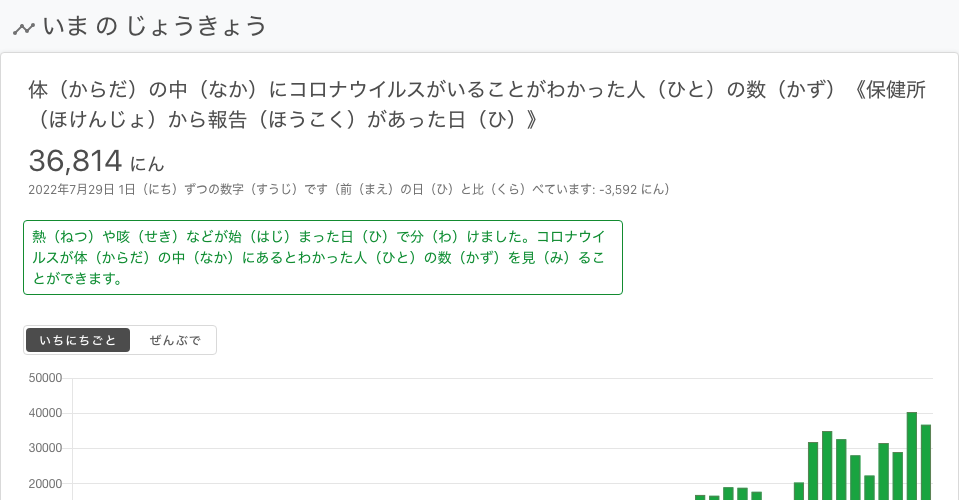 いま の じょうきょう
体（からだ）の中（なか）にコロナウイルスがいることがわかった人（ひと）の数（かず）《保健所
（ほけんじょ）から報告（ほうこく）があった日（ひ）》
36,814 にん
2022年7月29日 1日（にち）ずつの数字（すうじ）です（前（まえ）の日（ひ）と比（くら）べています: -3,592 にん）
熱（ねつ）や咳（せき）などが始（はじ）まった日（ひ）で分（わ）けました。コロナウイ
ルスが体（からだ）の中（なか）にあるとわかった人（ひと）の数（かず）を見（み）るこ
とができます。
いちにちごと ぜんぶで
50000
40000
30000
20000